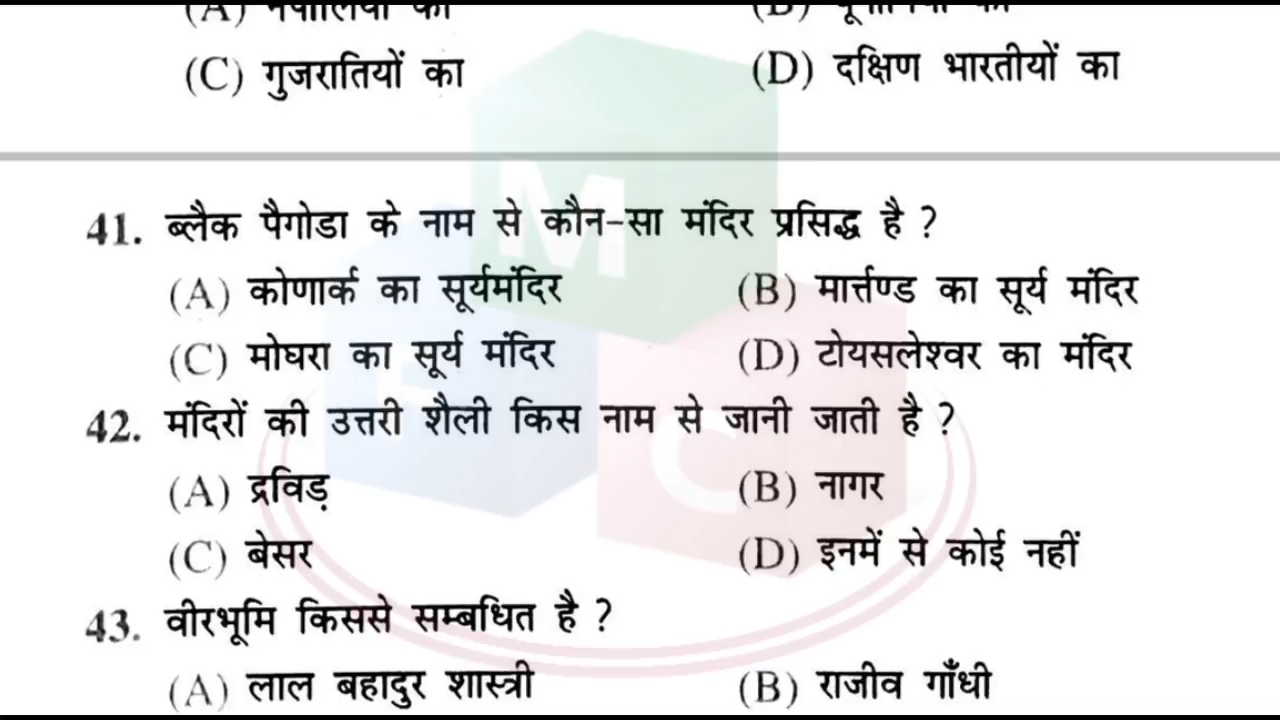 (C) गुजरातियों का (D) दक्षिण भारतीयों का
41. ब्लैक पैगोडा के नाम से कौन-सा मंदिर प्रसिद्ध है ?
(A) कोणार्क का सूर्यमंदिर (B) मार्त्तण्ड का सूर्य मंदिर
(C) मोघरा का सूर्य मंदिर (D) टोयसलेश्वर का मंदिर
42. मंदिरों की उत्तरी शैली किस नाम से जानी जाती है ?
(A) द्रविड़ (B) नागर
(C) बेसर (D) इनमें से कोई नहीं
43. वीरभूमि किससे सम्बधित है ?
(A) लाल बहादुर शास्त्री (B) राजीव गाँधी